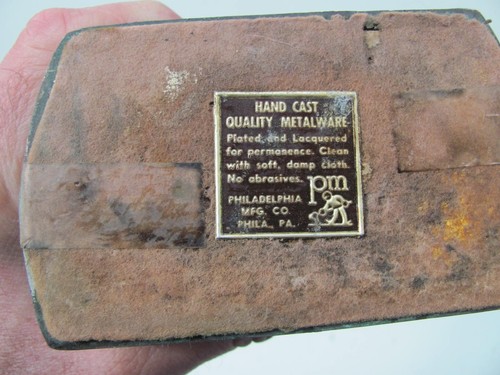 HAND CAST
QUALITY METALWARE
Plated and Lacquered
for permanence. Clean
with soft, damp cloth.
No abrasives.
pm
PHILADELPHIA
MFG. CO.
PHILA., PA.